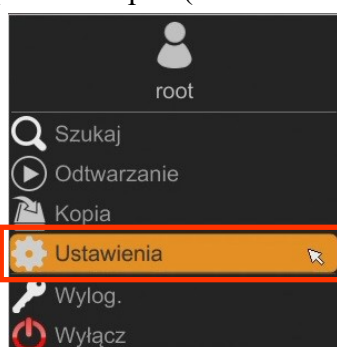 root
Szukaj
Odtwarzanie
Kopia
Ustawienia
Wylog.
Wyłącz